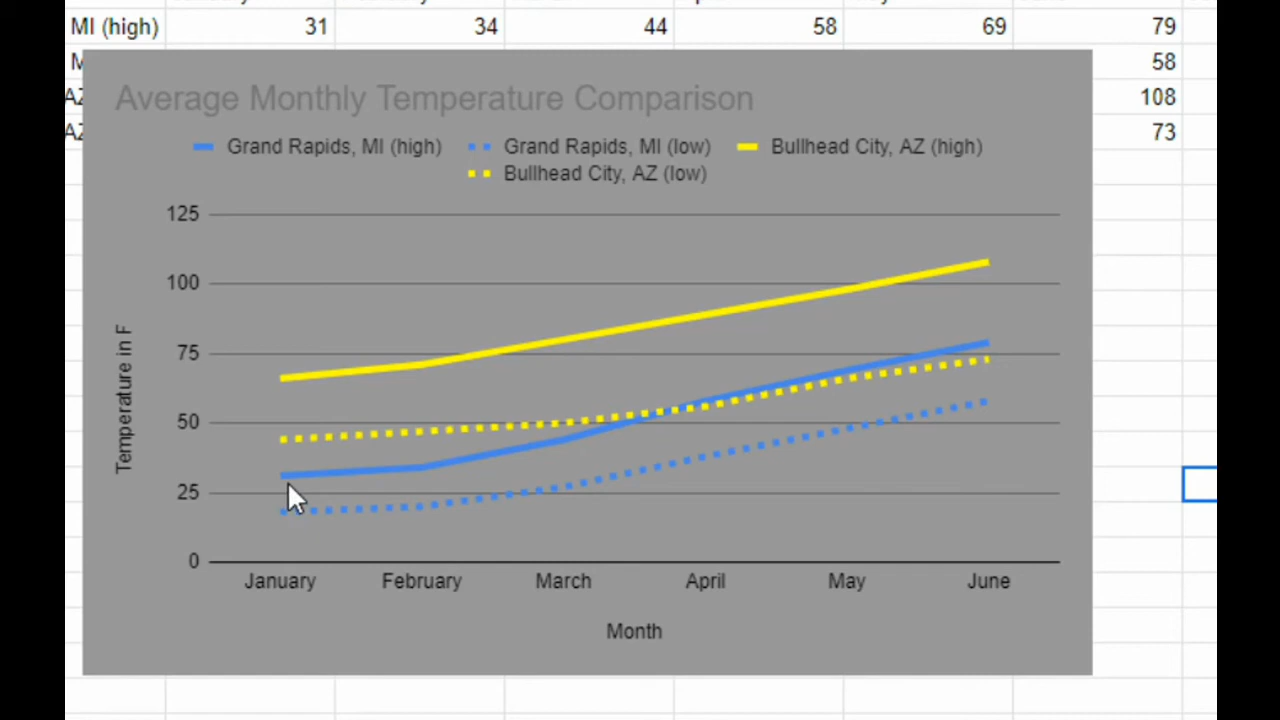 MI (high) 31 34 44 58 69 79
58
AZ 108
AZ 73
Average Monthly Temperature Comparison
Grand Rapids, MI (high) Grand Rapids, MI (low) Bullhead City, AZ (high)
Bullhead City, AZ (low)
125
100
75
50
25
0
Temperature in F
January February March April May June
Month